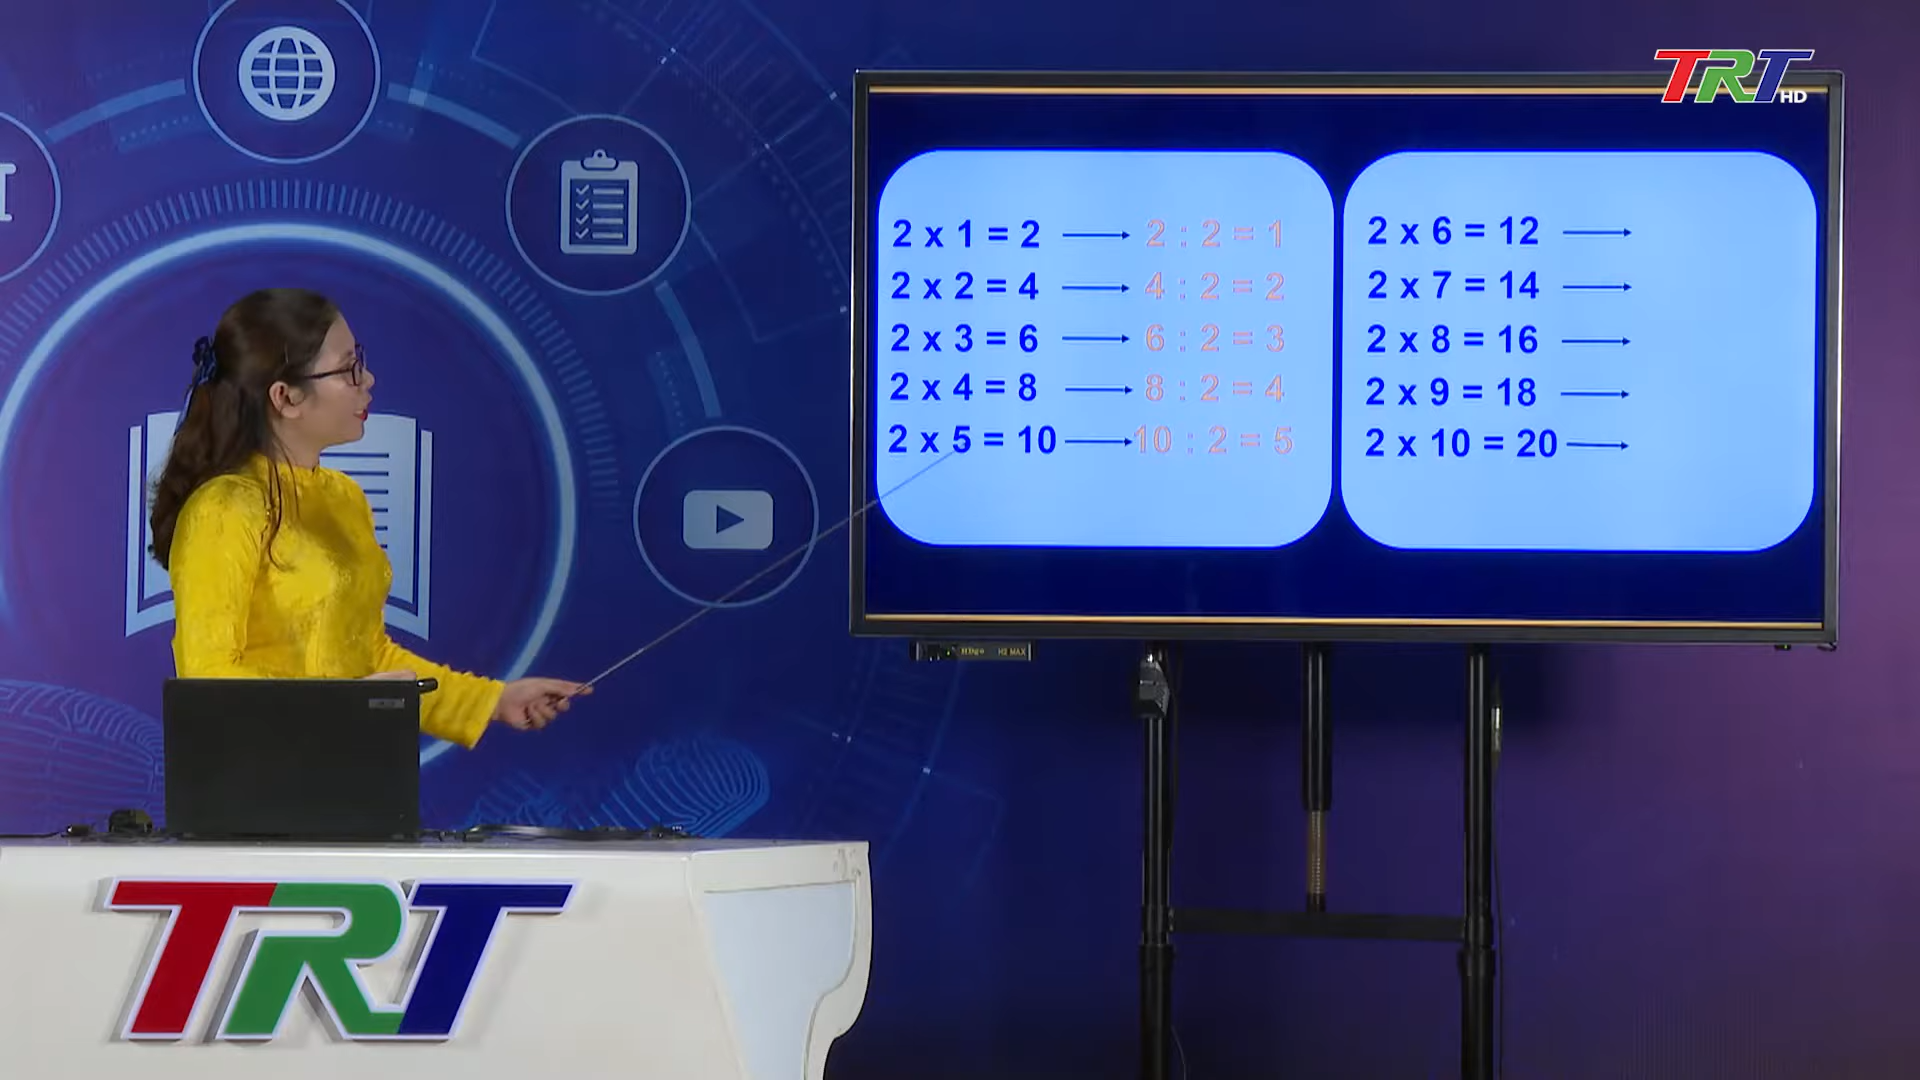 TRT HD
2 x 1 = 2 2 : 2 = 1
2 x 2 = 4 4 : 2 = 2
2 x 3 = 6 6 : 2 = 3
2 x 4 = 8 8 : 2 = 4
2 x 5 = 10 10 : 2 = 5
2 x 6 = 12
2 x 7 = 14
2 x 8 = 16
2 x 9 = 18
2 x 10 = 20
H2 MAX
TRT